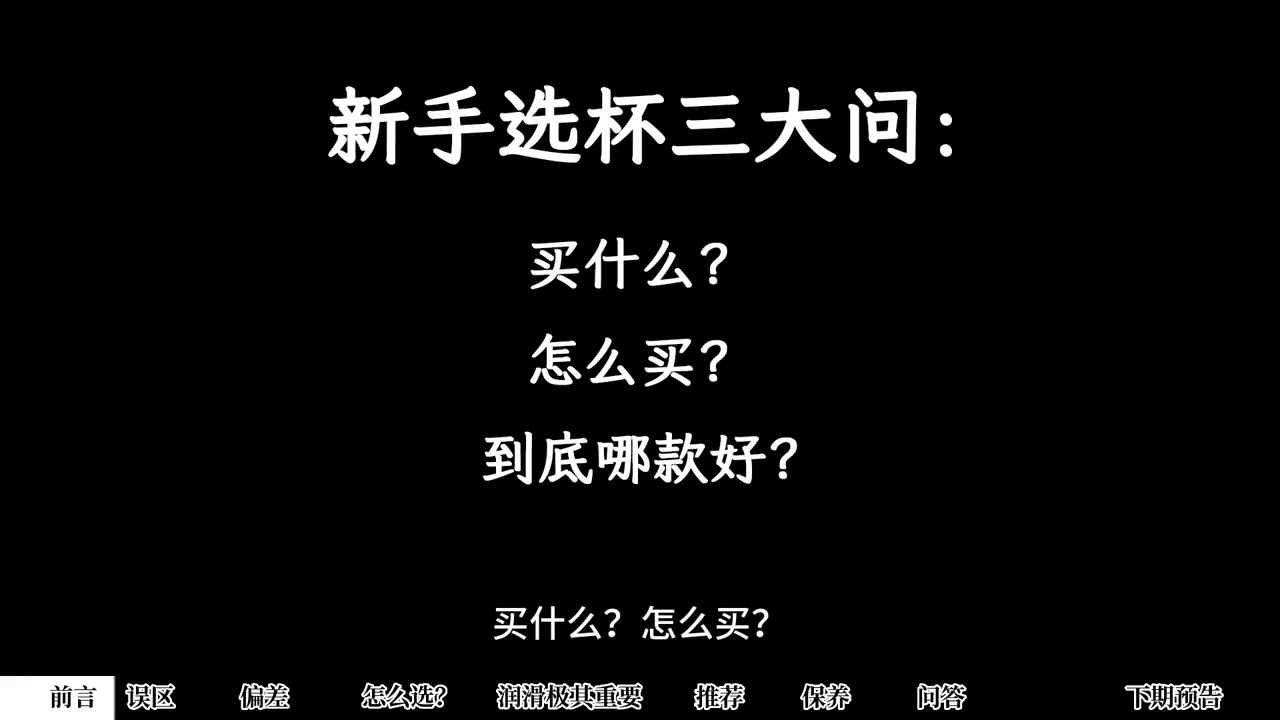 新手选杯三大问：
买什么？
怎么买？
到底哪款好？
买什么？怎么买？
前言 误区 偏差 怎么选？ 润滑极其重要 推荐 保养 问答 下期预告